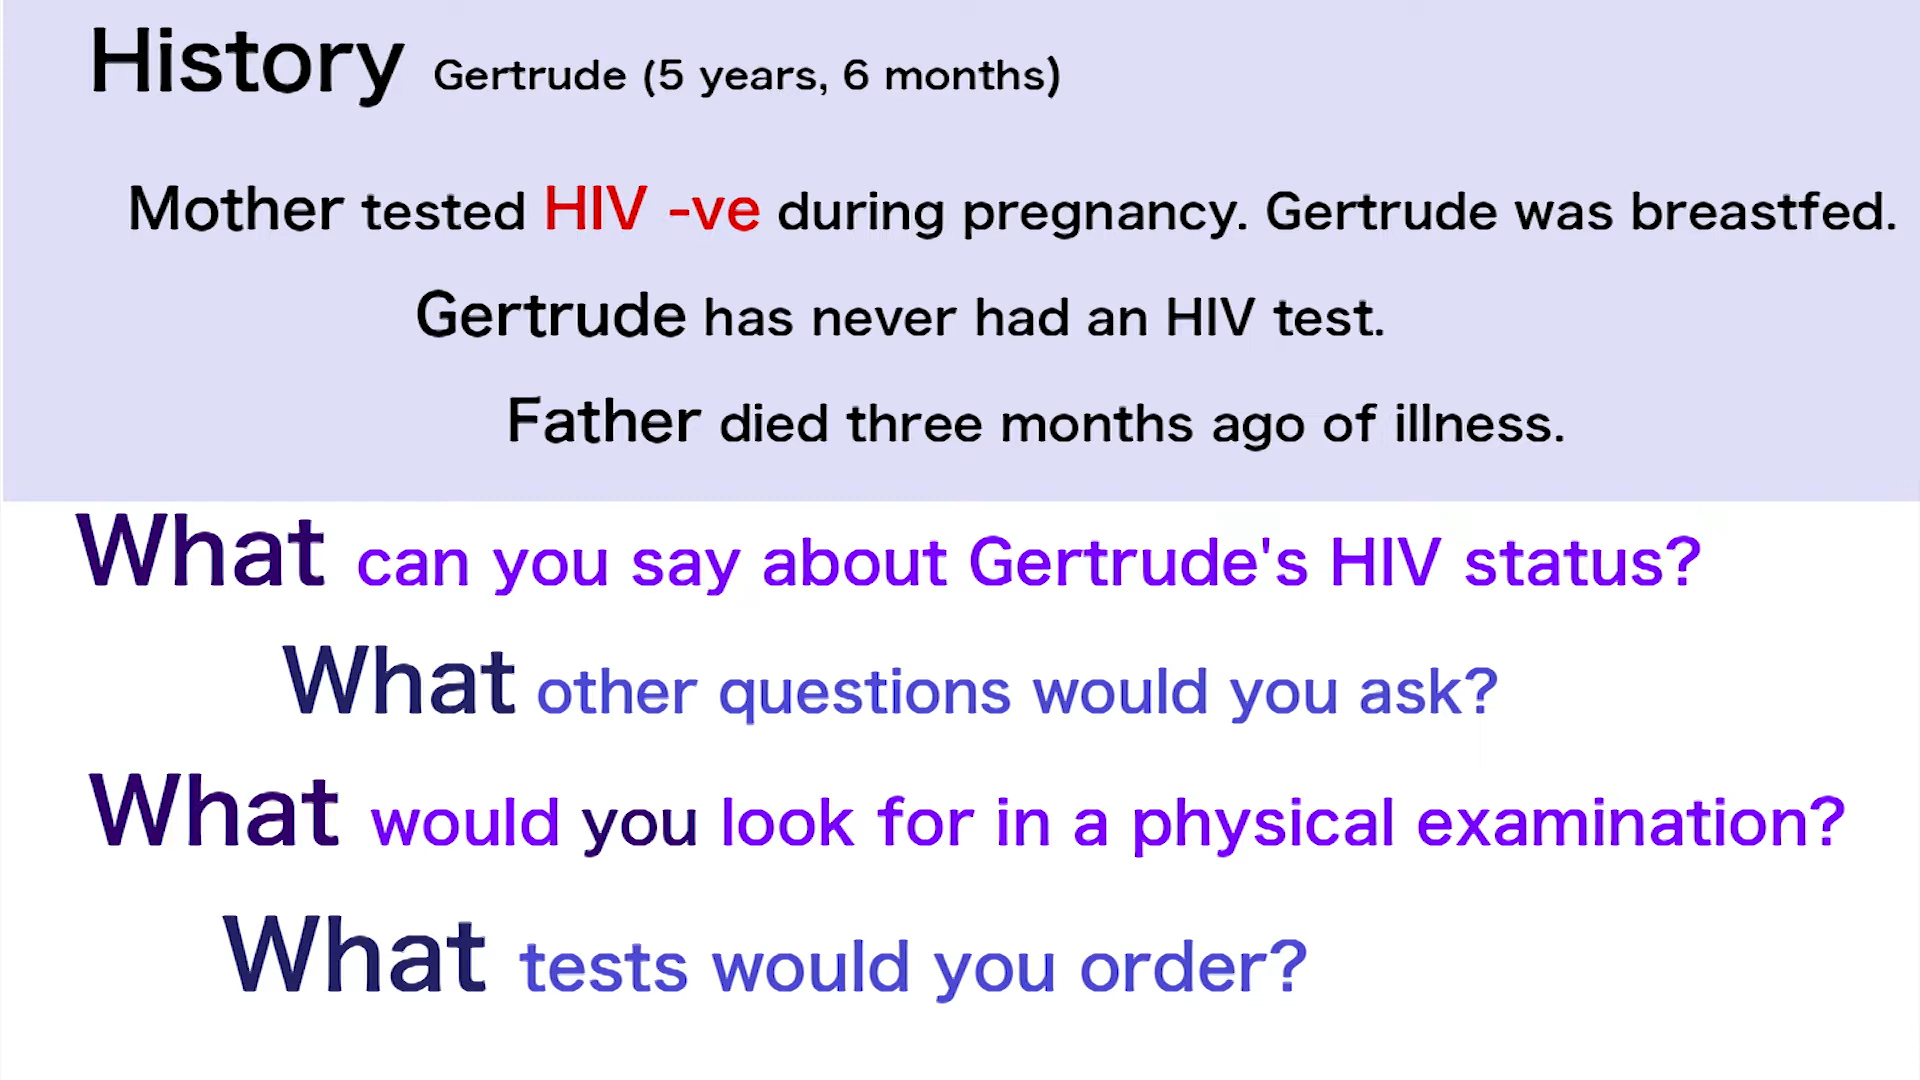 History Gertrude (5 years, 6 months)
Mother tested HIV -ve during pregnancy. Gertrude was breastfed.
Gertrude has never had an HIV test.
Father died three months ago of illness.
What can you say about Gertrude's HIV status?
What other questions would you ask?
What would you look for in a physical examination?
What tests would you order?